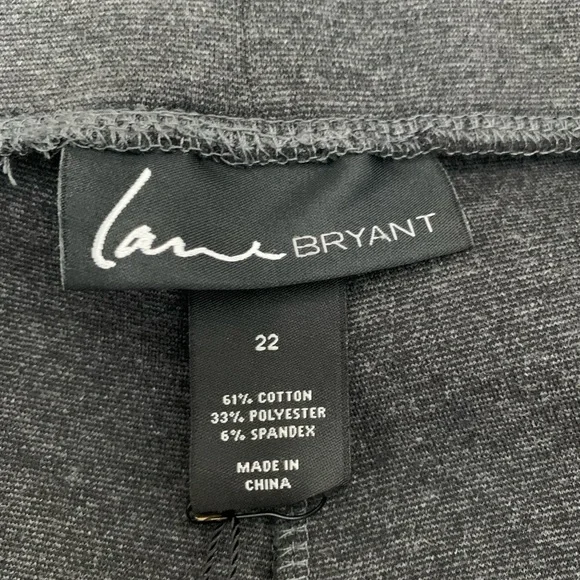 Lane BRYANT
22
61% COTTON
33% POLYESTER
6% SPANDEX
MADE IN
CHINA